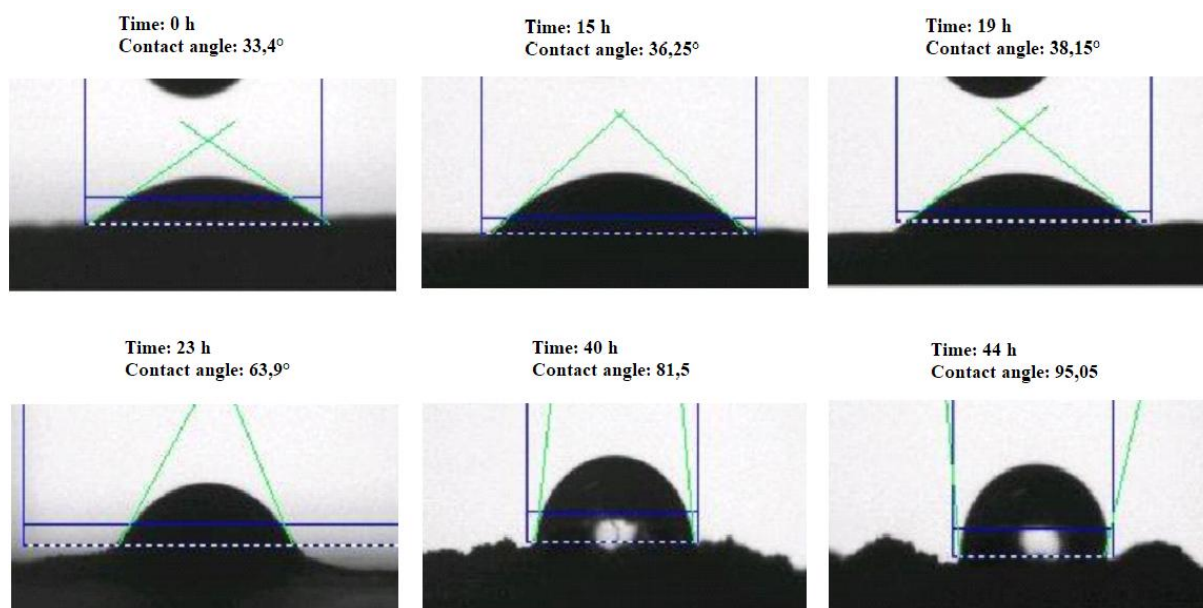 Time: 0 h
Contact angle: 33,4°
Time: 15 h
Contact angle: 36,25°
Time: 19 h
Contact angle: 38,15°
Time: 23 h
Contact angle: 63,9°
Time: 40 h
Contact angle: 81,5
Time: 44 h
Contact angle: 95,05